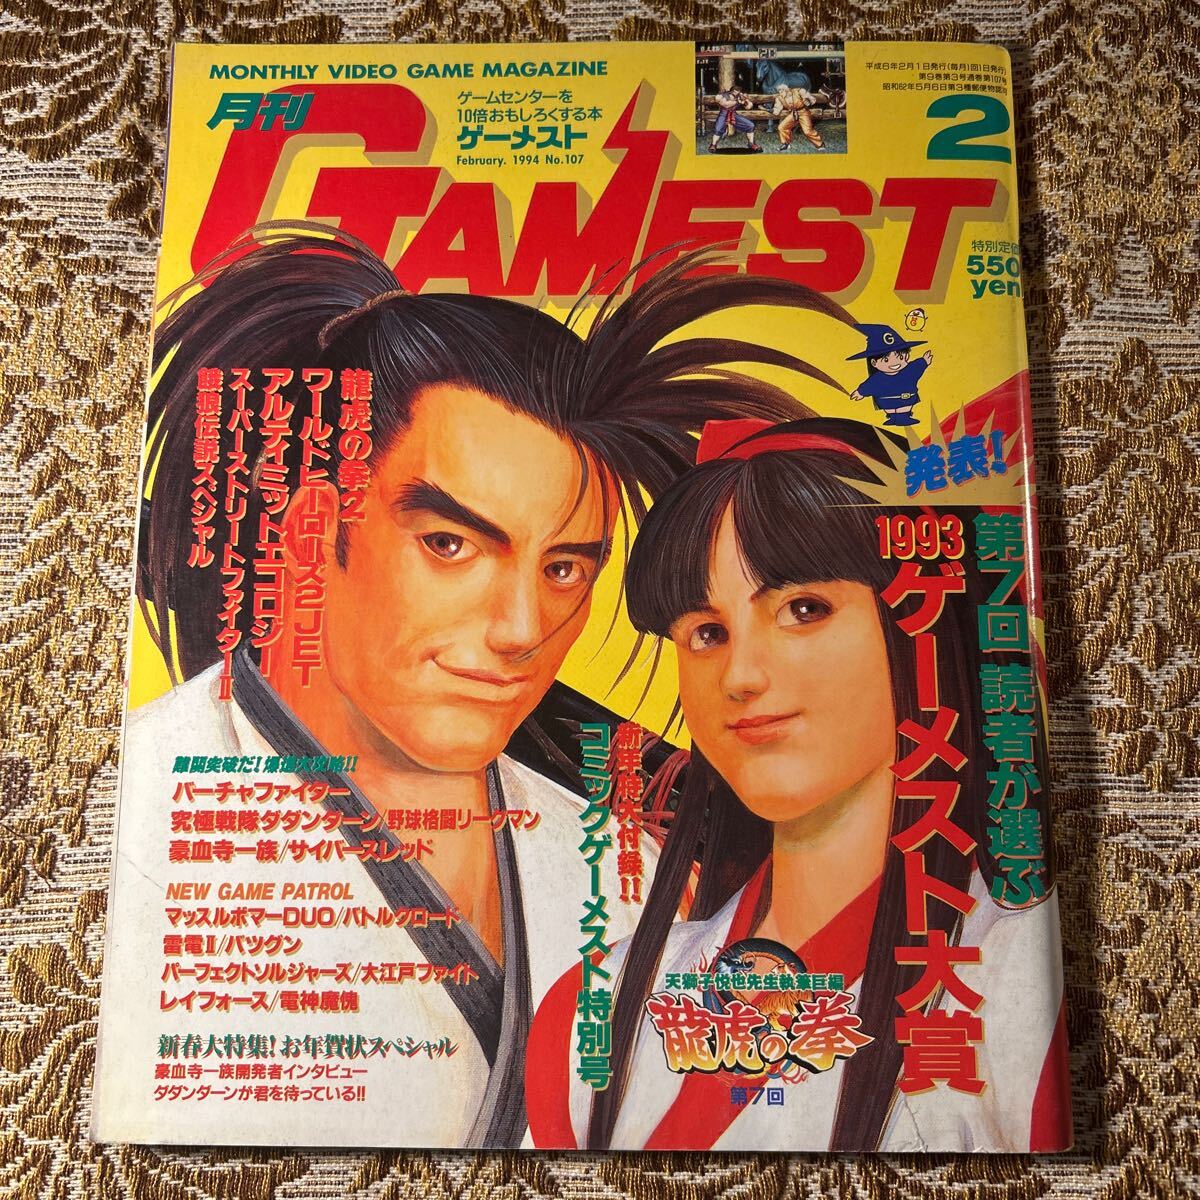 MONTHLY VIDEO GAME MAGAZINE
月刊
GAMEST
ゲームセンターを
10倍おもしろくする本
ゲーメスト
February. 1994 No.107
平成6年2月1日発行(毎月1回1日発行)
第9巻第3号通巻第107号
昭和62年5月6日第3種郵便物認可
2
特別定価
550
yen
G
発表!
第7回 読者が選ぶ
1993ゲーメスト大賞
龍虎の拳2
ワールドヒーローズ2JET
アルティミットエコロジー
スーパーストリートファイターII
餓狼伝説スペシャル
難関突破だ!爆進大攻略!!
バーチャファイター
究極戦隊ダダンダーン/野球格闘リーグマン
豪血寺一族/サイバースレッド
NEW GAME PATROL
マッスルボマーDUO/バトルクロード
雷電II/バツグン
パーフェクトソルジャーズ/大江戸ファイト
レイフォース/電神魔傀
新春大特集!お年賀状スペシャル
豪血寺一族開発者インタビュー
ダダンダーンが君を待っている!!
新年特大付録!!
コミックゲーメスト特別号
天獅子悦也先生執筆巨編
龍虎の拳
第7回